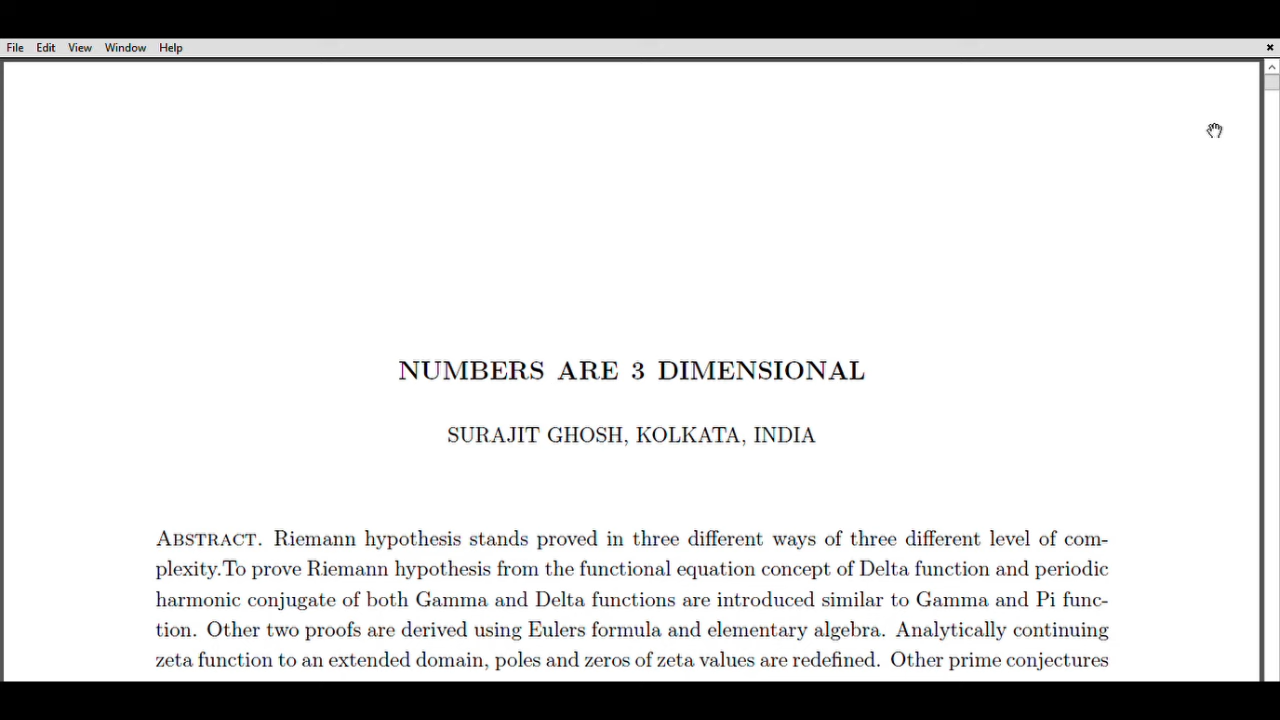 File Edit View Window Help
NUMBERS ARE 3 DIMENSIONAL
SURAJIT GHOSH, KOLKATA, INDIA
ABSTRACT. Riemann hypothesis stands proved in three different ways of three different level of com-
plexity.To prove Riemann hypothesis from the functional equation concept of Delta function and periodic
harmonic conjugate of both Gamma and Delta functions are introduced similar to Gamma and Pi func-
tion. Other two proofs are derived using Eulers formula and elementary algebra. Analytically continuing
zeta function to an extended domain, poles and zeros of zeta values are redefined. Other prime conjectures